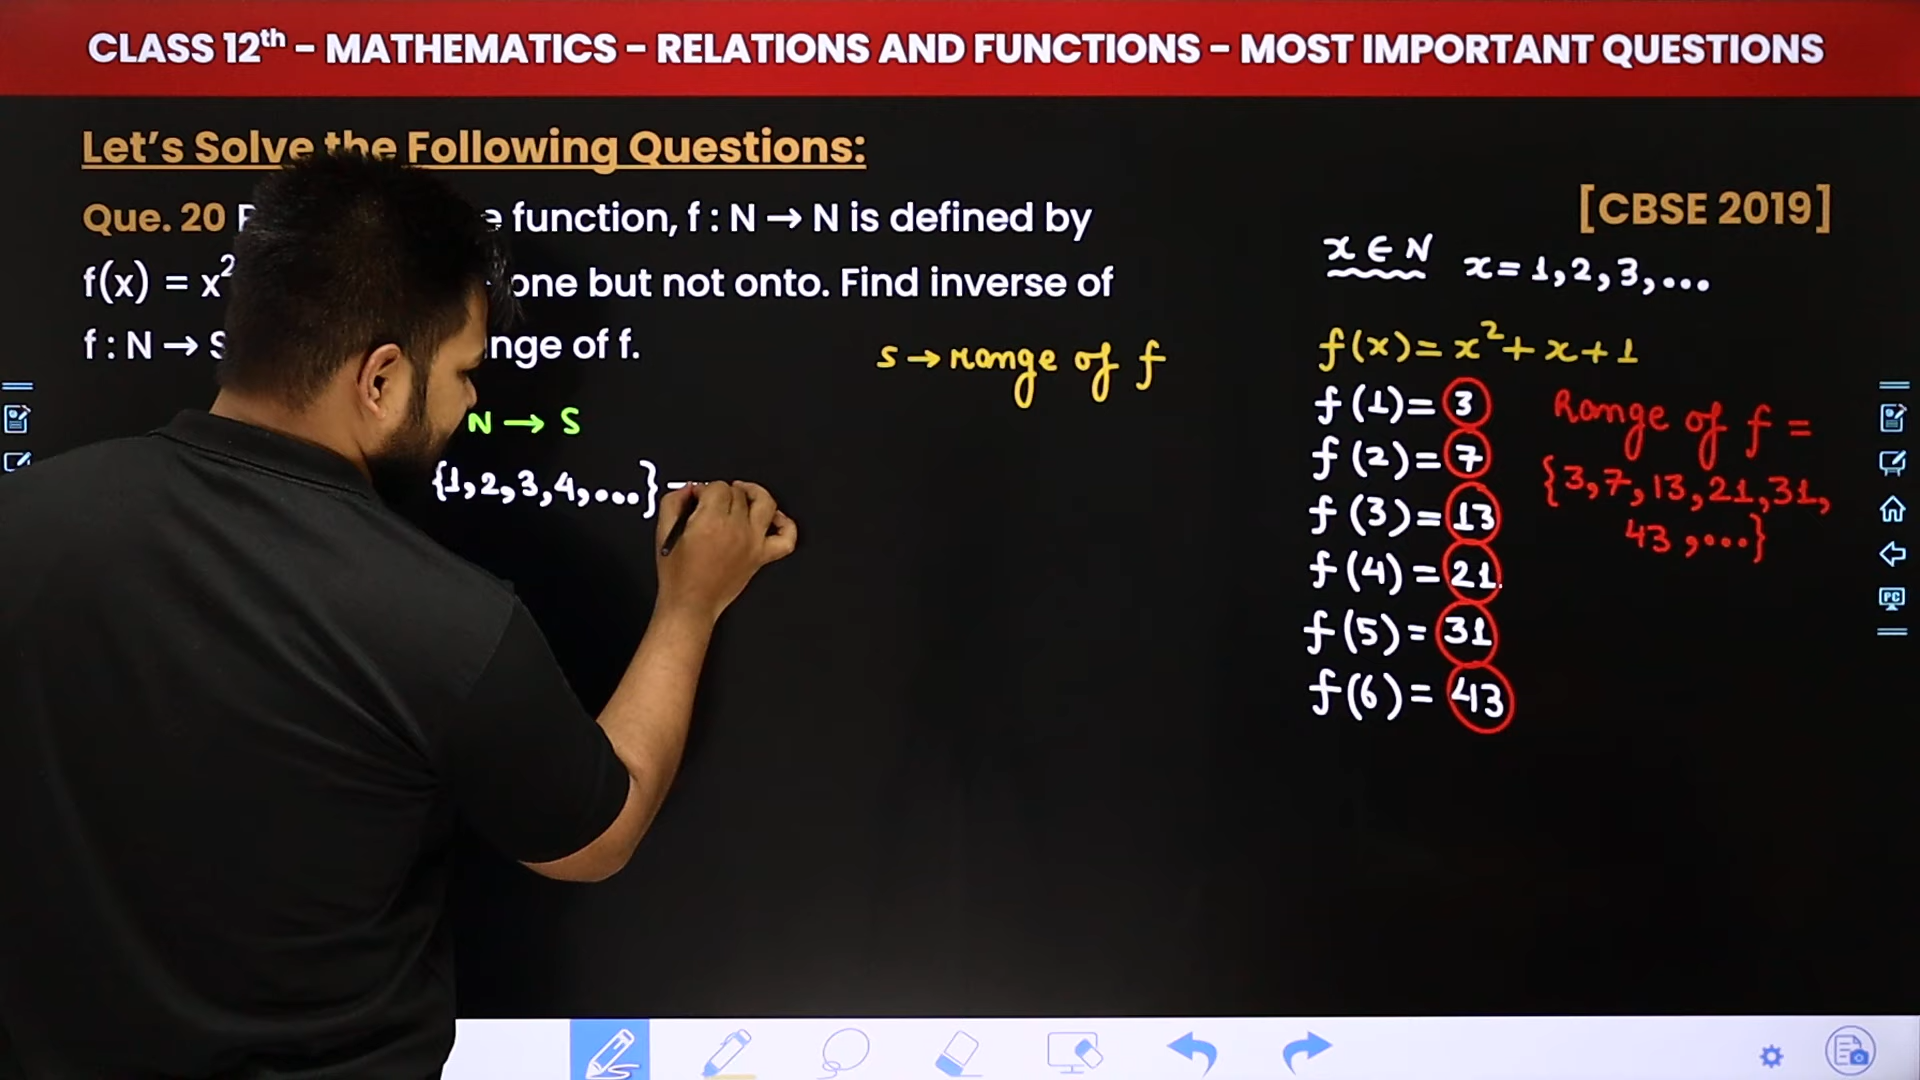 CLASS 12th - MATHEMATICS - RELATIONS AND FUNCTIONS - MOST IMPORTANT QUESTIONS
Let's Solve the Following Questions:
[CBSE 2019]
Que. 20 function, f : N → N is defined by
f(x) = x² one but not onto. Find inverse of
f : N → S range of f.
S → range of f
N → S
{1,2,3,4,...}
x ∈ N x = 1,2,3,...
f(x) = x² + x + 1
f(1) = 3
f(2) = 7
f(3) = 13
f(4) = 21
f(5) = 31
f(6) = 43
Range of f =
{3,7,13,21,31,
43,...}
PC